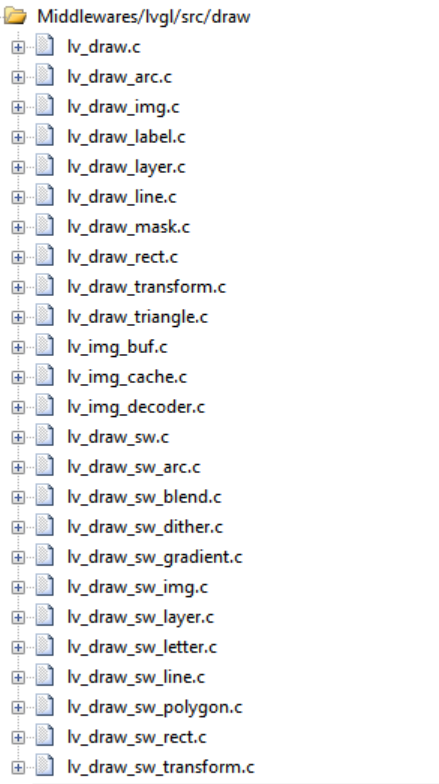 Middlewares/lvgl/src/draw
lv_draw.c
lv_draw_arc.c
lv_draw_img.c
lv_draw_label.c
lv_draw_layer.c
lv_draw_line.c
lv_draw_mask.c
lv_draw_rect.c
lv_draw_transform.c
lv_draw_triangle.c
lv_img_buf.c
lv_img_cache.c
lv_img_decoder.c
lv_draw_sw.c
lv_draw_sw_arc.c
lv_draw_sw_blend.c
lv_draw_sw_dither.c
lv_draw_sw_gradient.c
lv_draw_sw_img.c
lv_draw_sw_layer.c
lv_draw_sw_letter.c
lv_draw_sw_line.c
lv_draw_sw_polygon.c
lv_draw_sw_rect.c
lv_draw_sw_transform.c